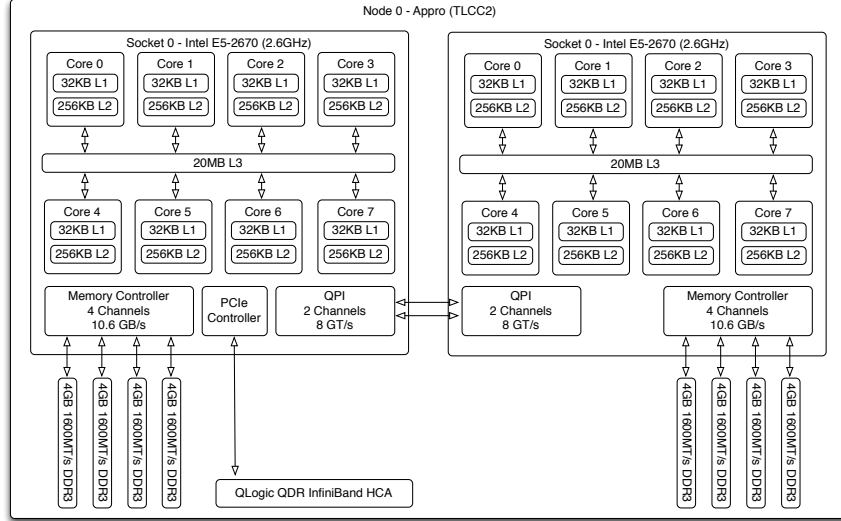 Node 0 - Appro (TLCC2)
Socket 0 - Intel E5-2670 (2.6GHz)
Core 0
32KB L1
256KB L2
Core 1
32KB L1
256KB L2
Core 2
32KB L1
256KB L2
Core 3
32KB L1
256KB L2
20MB L3
Core 4
32KB L1
256KB L2
Core 5
32KB L1
256KB L2
Core 6
32KB L1
256KB L2
Core 7
32KB L1
256KB L2
Memory Controller
4 Channels
10.6 GB/s
PCIe
Controller
QPI
2 Channels
8 GT/s
4GB 1600MT/s DDR3
4GB 1600MT/s DDR3
4GB 1600MT/s DDR3
4GB 1600MT/s DDR3
QLogic QDR InfiniBand HCA
Socket 0 - Intel E5-2670 (2.6GHz)
Core 0
32KB L1
256KB L2
Core 1
32KB L1
256KB L2
Core 2
32KB L1
256KB L2
Core 3
32KB L1
256KB L2
20MB L3
Core 4
32KB L1
256KB L2
Core 5
32KB L1
256KB L2
Core 6
32KB L1
256KB L2
Core 7
32KB L1
256KB L2
QPI
2 Channels
8 GT/s
Memory Controller
4 Channels
10.6 GB/s
4GB 1600MT/s DDR3
4GB 1600MT/s DDR3
4GB 1600MT/s DDR3
4GB 1600MT/s DDR3